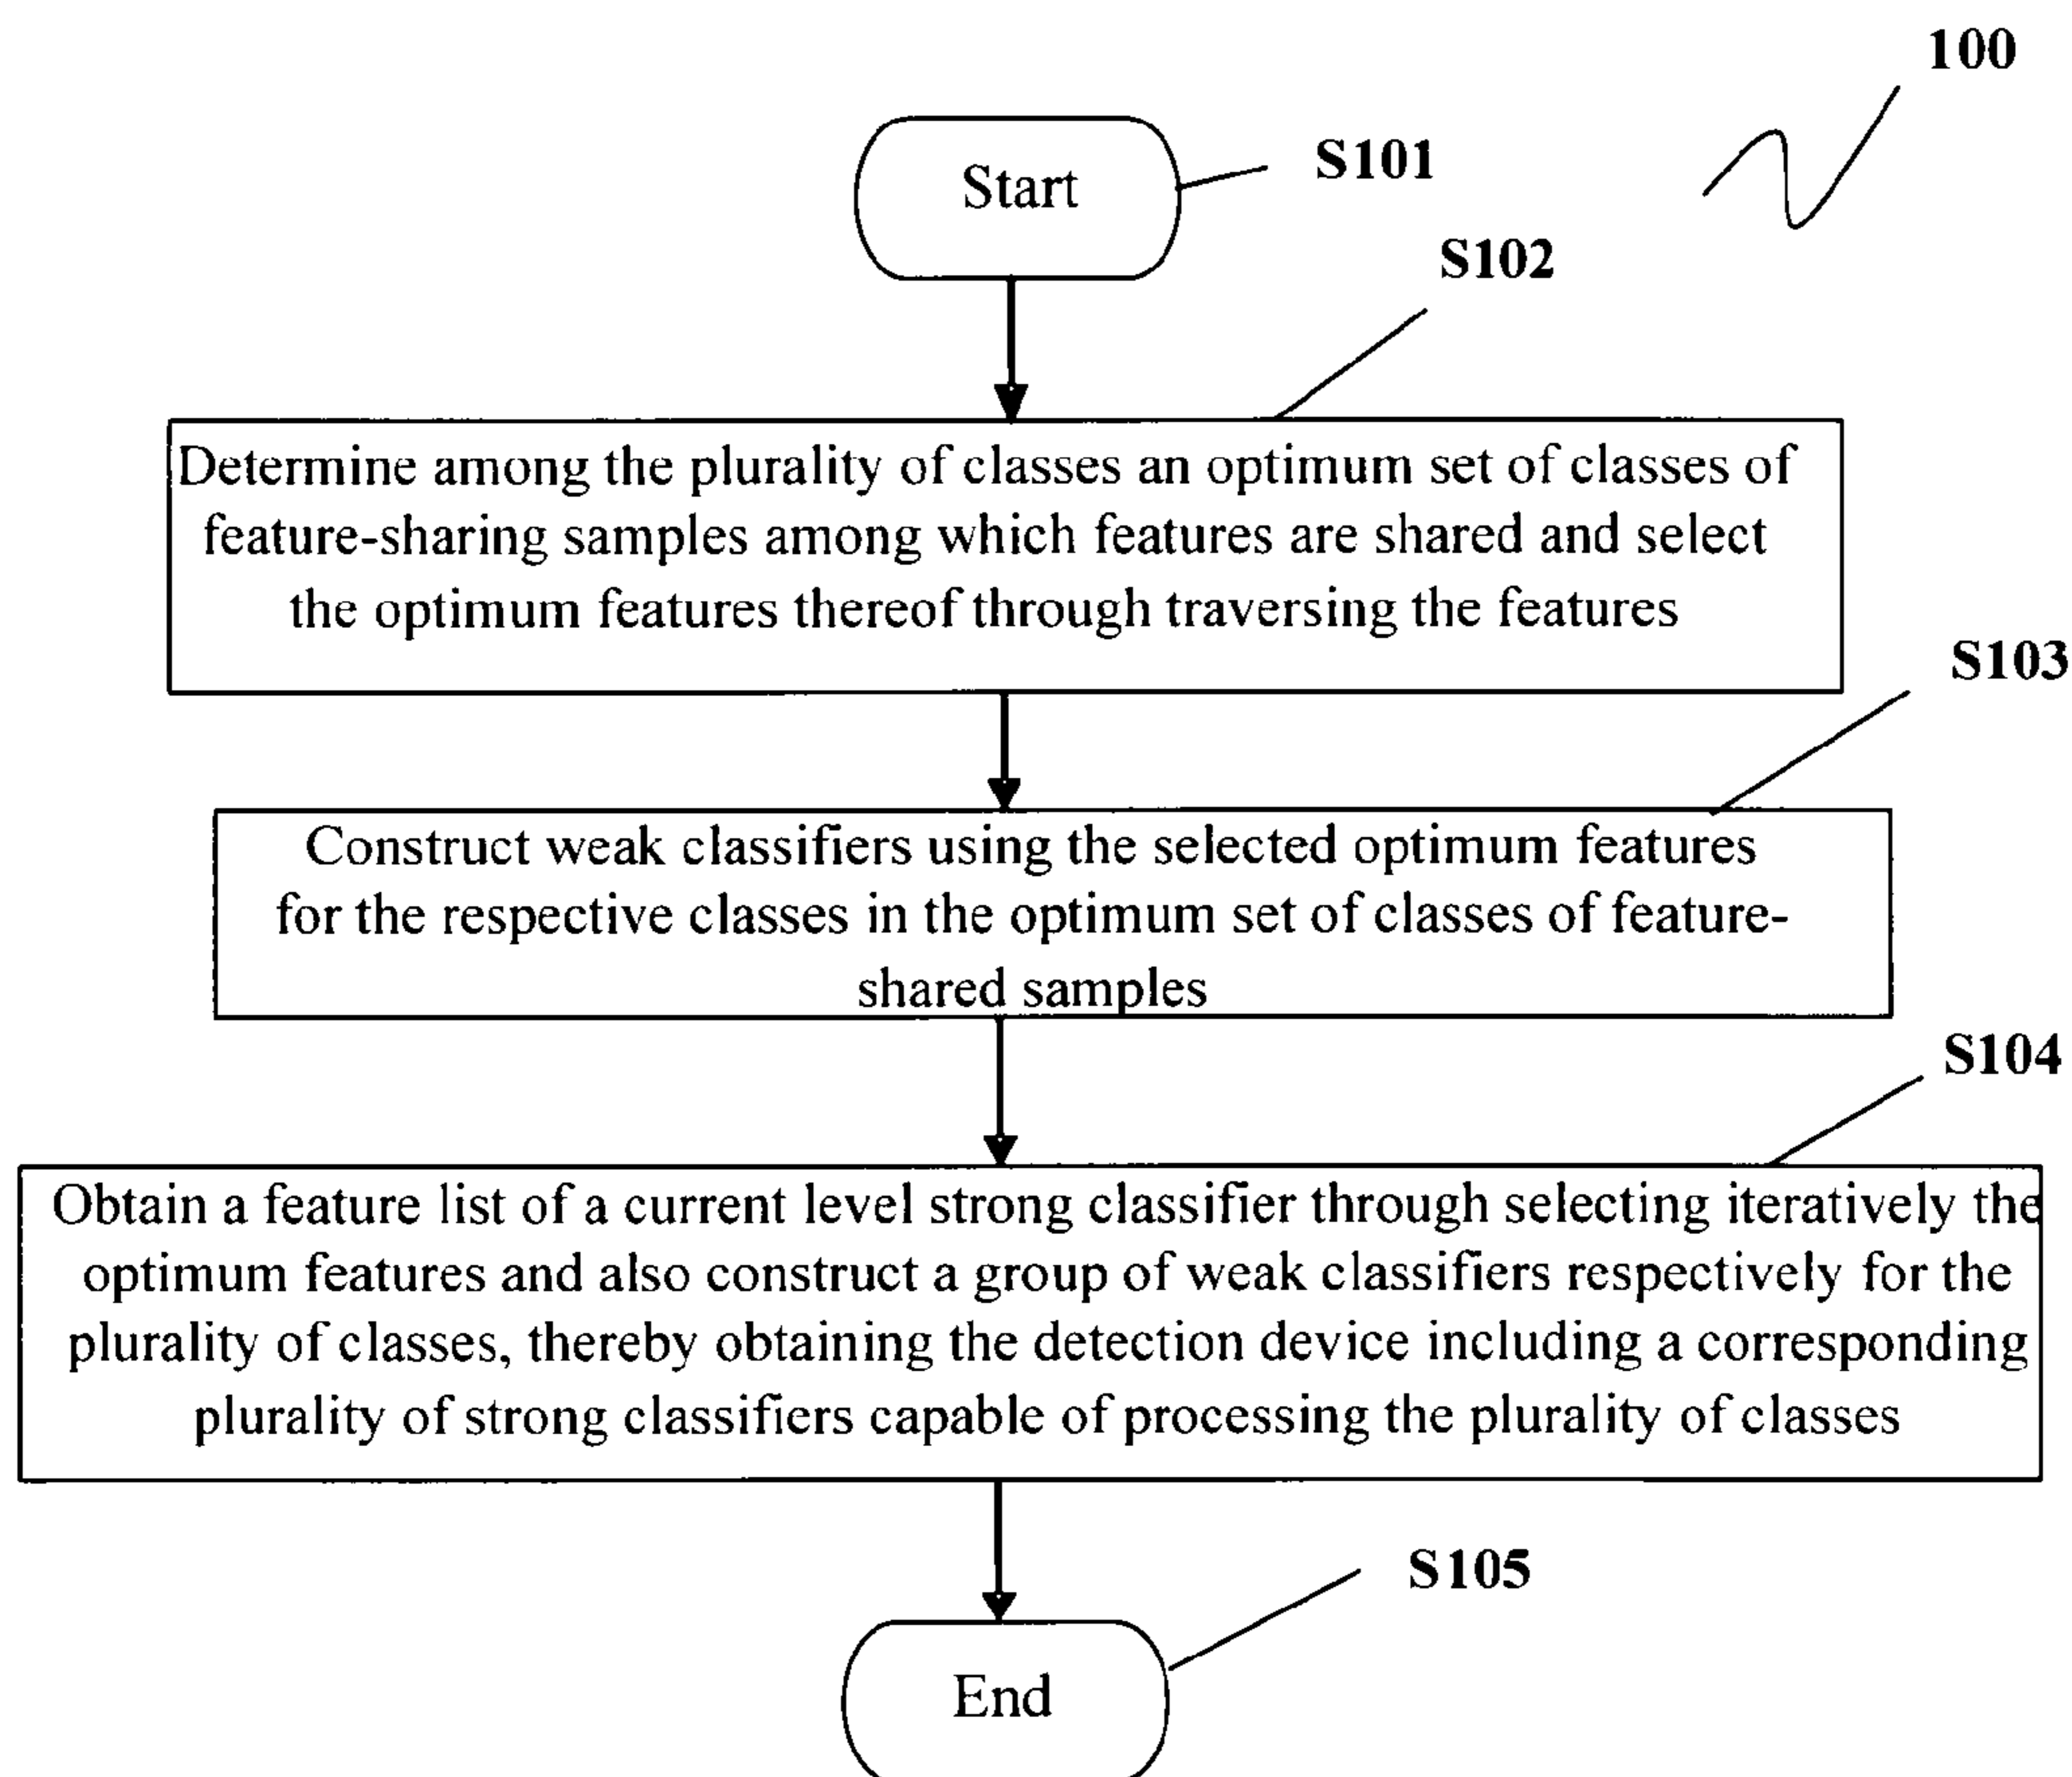 100
Start
S101
S102
Determine among the plurality of classes an optimum set of classes of
feature-sharing samples among which features are shared and select
the optimum features thereof through traversing the features
S103
Construct weak classifiers using the selected optimum features
for the respective classes in the optimum set of classes of feature-
shared samples
S104
Obtain a feature list of a current level strong classifier through selecting iteratively the
optimum features and also construct a group of weak classifiers respectively for the
plurality of classes, thereby obtaining the detection device including a corresponding
plurality of strong classifiers capable of processing the plurality of classes
S105
End